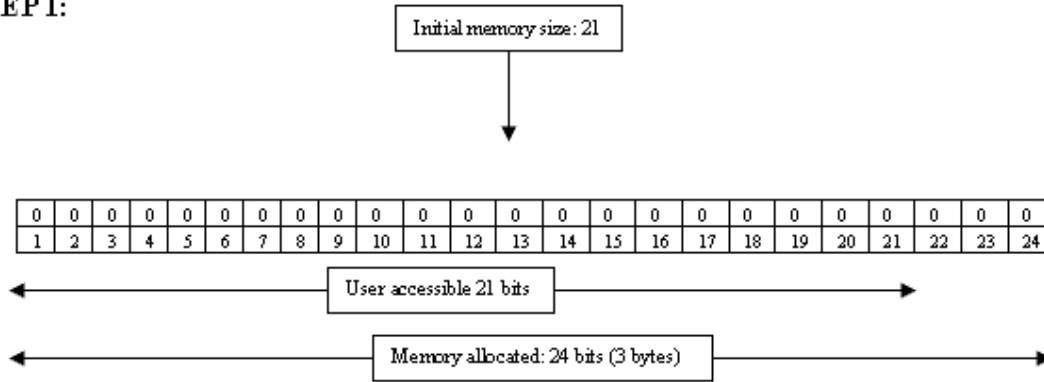 EP I:
Initial memory size: 21
0 0 0 0 0 0 0 0 0 0 0 0 0 0 0 0 0 0 0 0 0 0 0 0
1 2 3 4 5 6 7 8 9 10 11 12 13 14 15 16 17 18 19 20 21 22 23 24
User accessible 21 bits
Memory allocated: 24 bits (3 bytes)